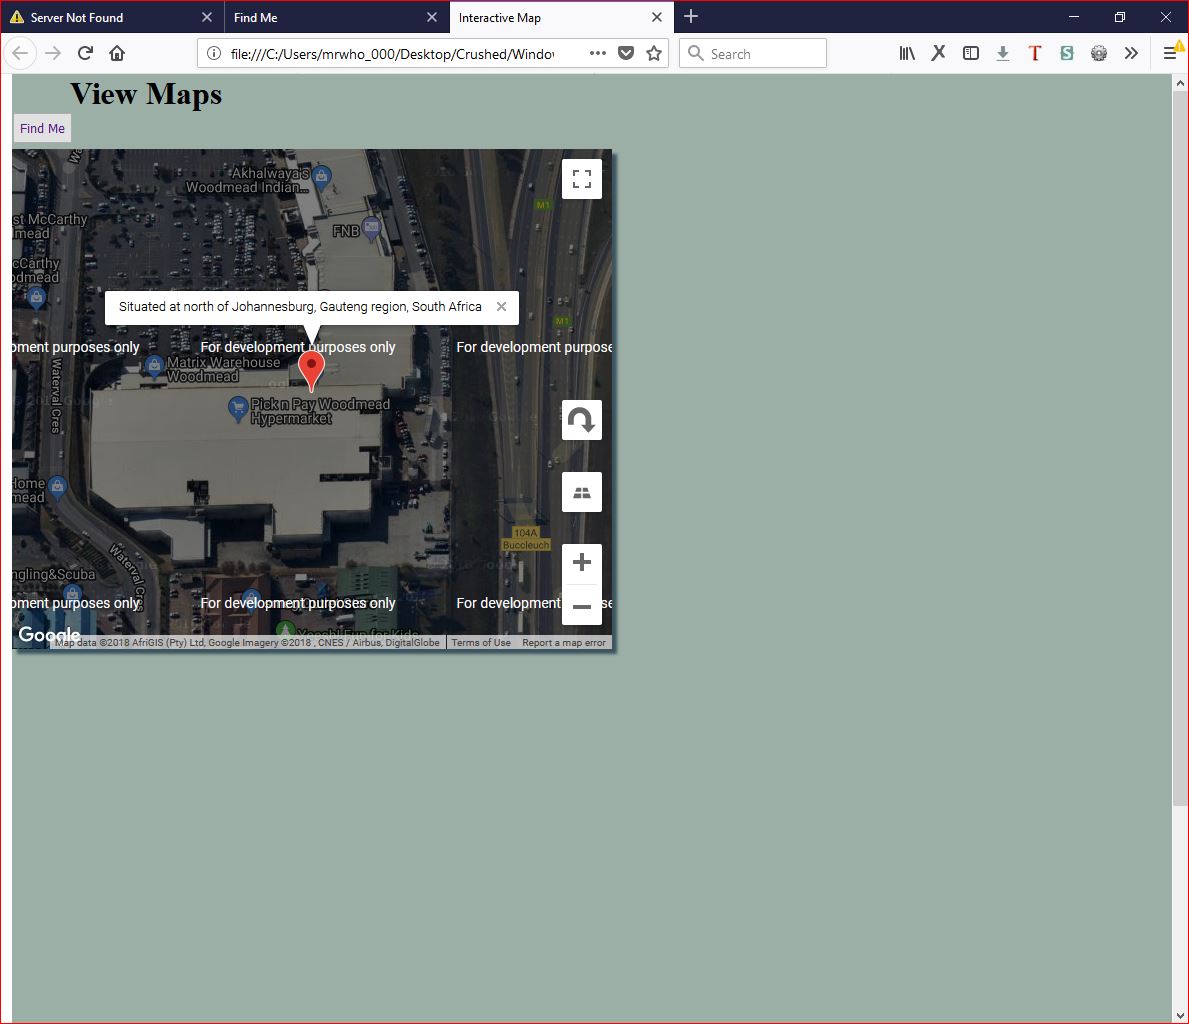 Server Not Found
Find Me
Interactive Map
file:///C:/Users/mrwho_000/Desktop/Crushed/Windov
Search
View Maps
Find Me
Akhalwaya's
Woodmead Indian...
M1
st McCarthy
mead
FNB
cCarthy
odmead
Situated at north of Johannesburg, Gauteng region, South Africa
M1
pment purposes only
For development purposes only
For development purpose
Matrix Warehouse
Woodmead
Waterval Cres
Pick n Pay Woodmead
Hypermarket
Home
mead
104A
Buccleuch
Waterval Cres
ngling&Scuba
pment purposes only
For development purposes only
For development purpose
Google
Map data ©2018 AfriGIS (Pty) Ltd, Google Imagery ©2018 , CNES / Airbus, DigitalGlobe
Terms of Use
Report a map error